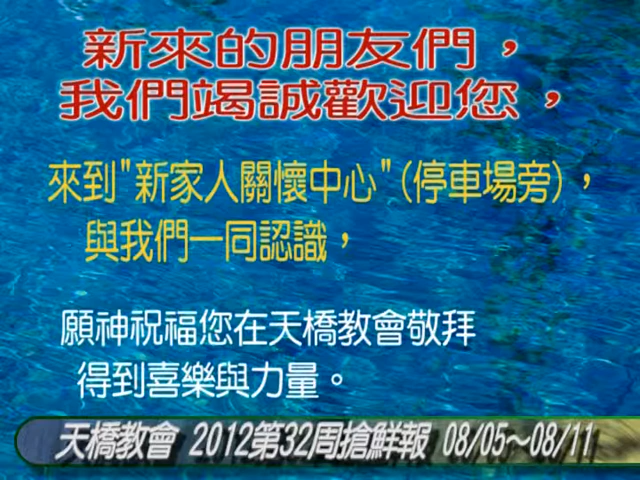 新來的朋友們，
我們竭誠歡迎您，
來到"新家人關懷中心"(停車場旁)，
與我們一同認識，
願神祝福您在天橋教會敬拜
得到喜樂與力量。
天橋教會 2012第32周搶鮮報 08/05～08/11